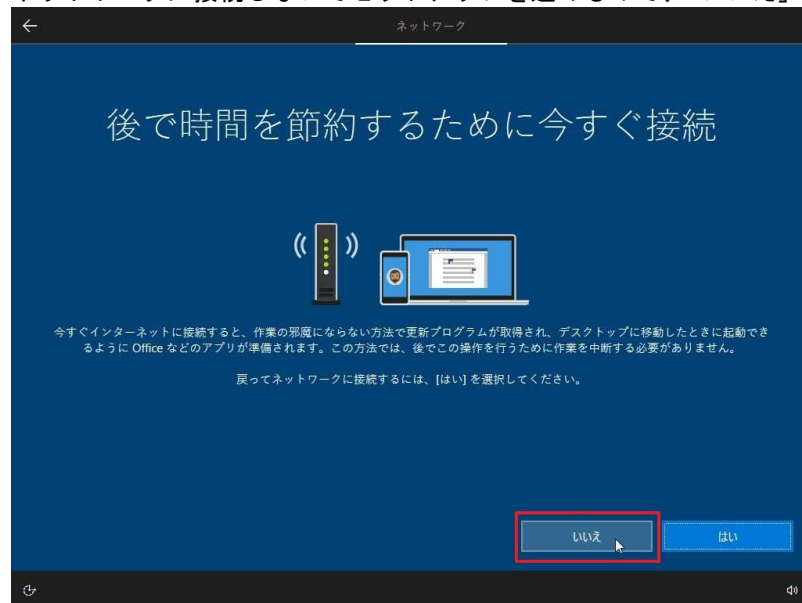 ネットワーク
後で時間を節約するために今すぐ接続
今すぐインターネットに接続すると、作業の邪魔にならない方法で更新プログラムが取得され、デスクトップに移動したときに起動でき
るように Office などのアプリが準備されます。この方法では、後でこの操作を行うために作業を中断する必要がありません。
戻ってネットワークに接続するには、[はい] を選択してください。
いいえ
はい